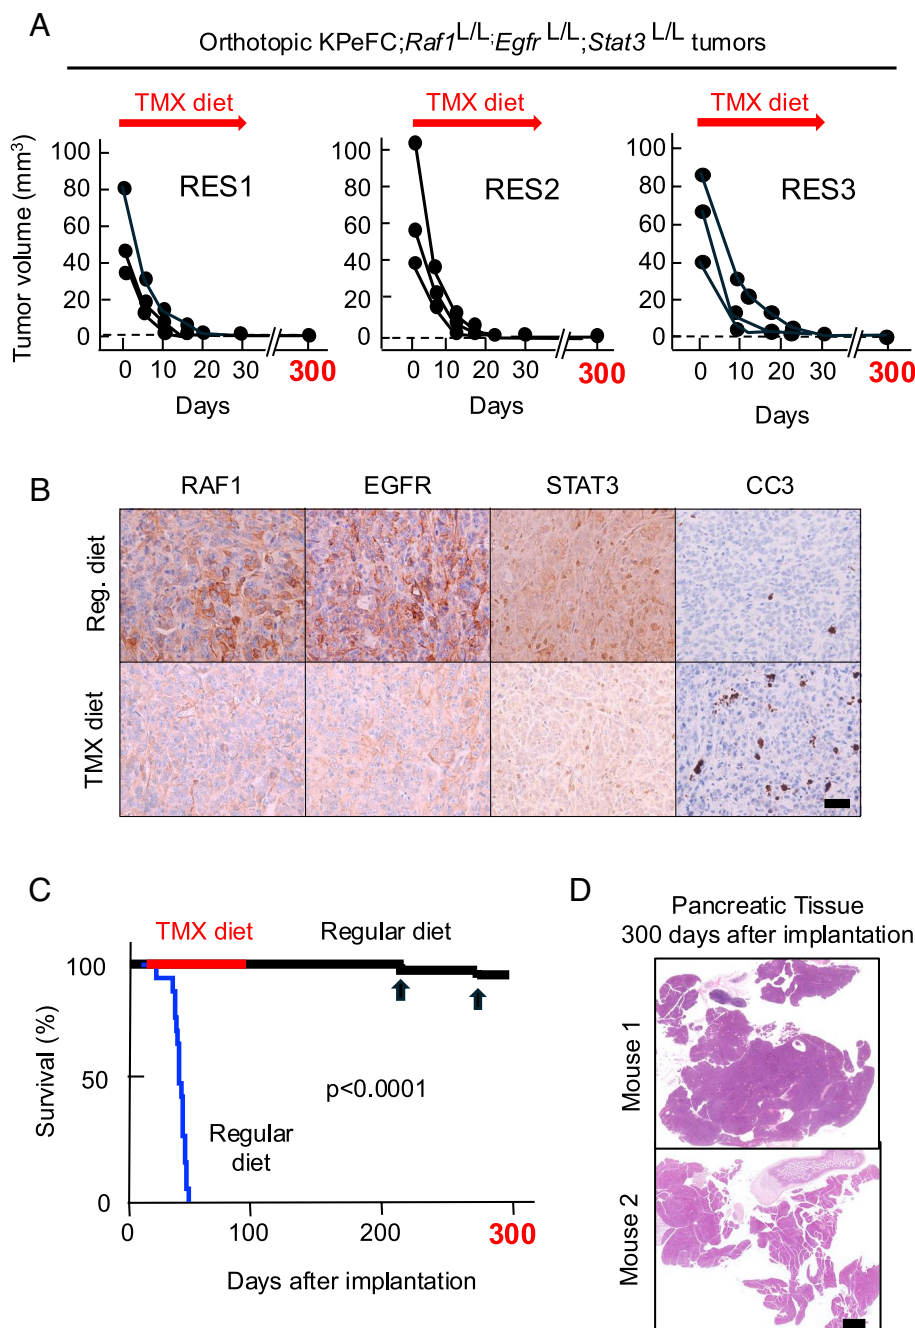 A
Orthotopic KPeFC;Raf1L/L;Egfr L/L;Stat3 L/L tumors
TMX diet
TMX diet
TMX diet
RES1
RES2
RES3
Tumor volume (mm3)
100
80
60
40
20
0
100
80
60
40
20
0
100
80
60
40
20
0
0 10 20 30 300
0 10 20 30 300
0 10 20 30 300
Days
Days
Days
B
RAF1 EGFR STAT3 CC3
Reg. diet
TMX diet
C
TMX diet
Regular diet
Survival (%)
100
50
0
p<0.0001
Regular
diet
0 100 200 300
Days after implantation
D
Pancreatic Tissue
300 days after implantation
Mouse 1
Mouse 2